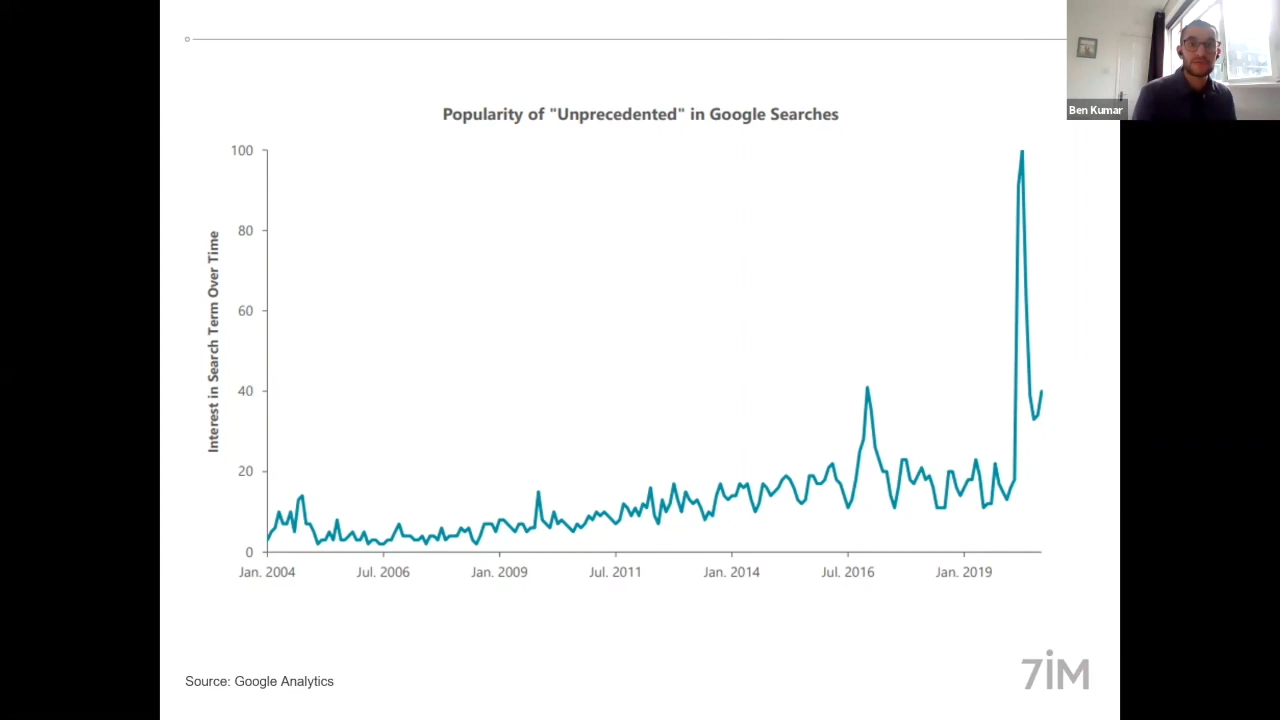 Ben Kumar
Popularity of "Unprecedented" in Google Searches
Interest in Search Term Over Time
100
80
60
40
20
0
Jan. 2004
Jul. 2006
Jan. 2009
Jul. 2011
Jan. 2014
Jul. 2016
Jan. 2019
Source: Google Analytics
7iM